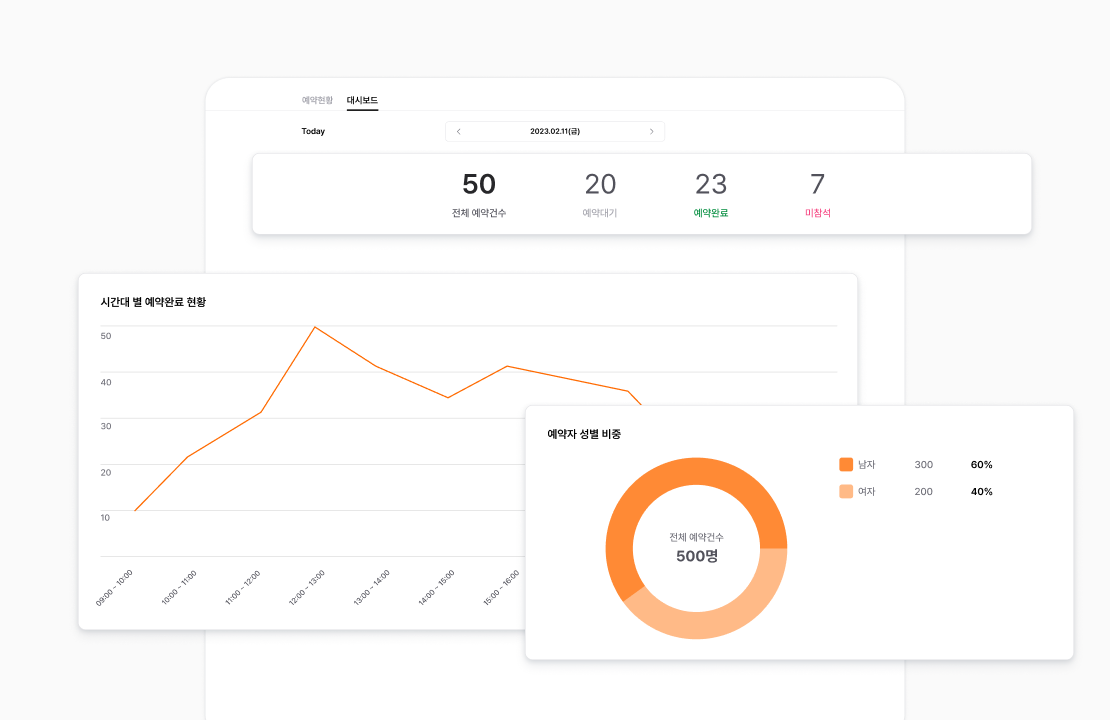 예약현황 대시보드
Today
2023.02.11(금)
50 20 23 7
전체 예약건수 예약대기 예약완료 미참석
시간대 별 예약완료 현황
50
40
30
20
10
09:00 ~ 10:00 10:00 ~ 11:00 11:00 ~ 12:00 12:00 ~ 13:00 13:00 ~ 14:00 14:00 ~ 15:00 15:00 ~ 16:00
예약자 성별 비중
남자 300 60%
여자 200 40%
전체 예약건수
500명